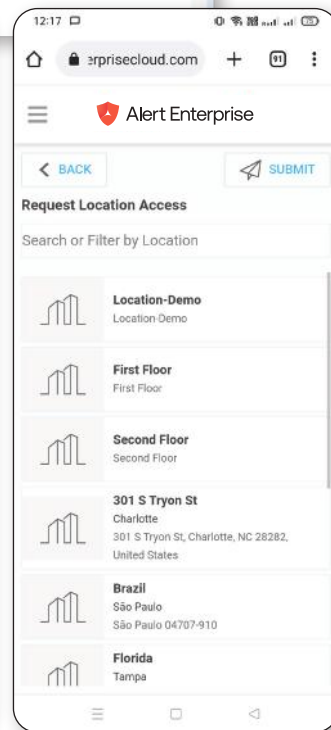 12:17
75
erprisecloud.com
91
Alert Enterprise
BACK
SUBMIT
Request Location Access
Search or Filter by Location
Location-Demo
Location-Demo
First Floor
First Floor
Second Floor
Second Floor
301 S Tryon St
Charlotte
301 S Tryon St, Charlotte, NC 28282,
United States
Brazil
São Paulo
São Paulo 04707-910
Florida
Tampa